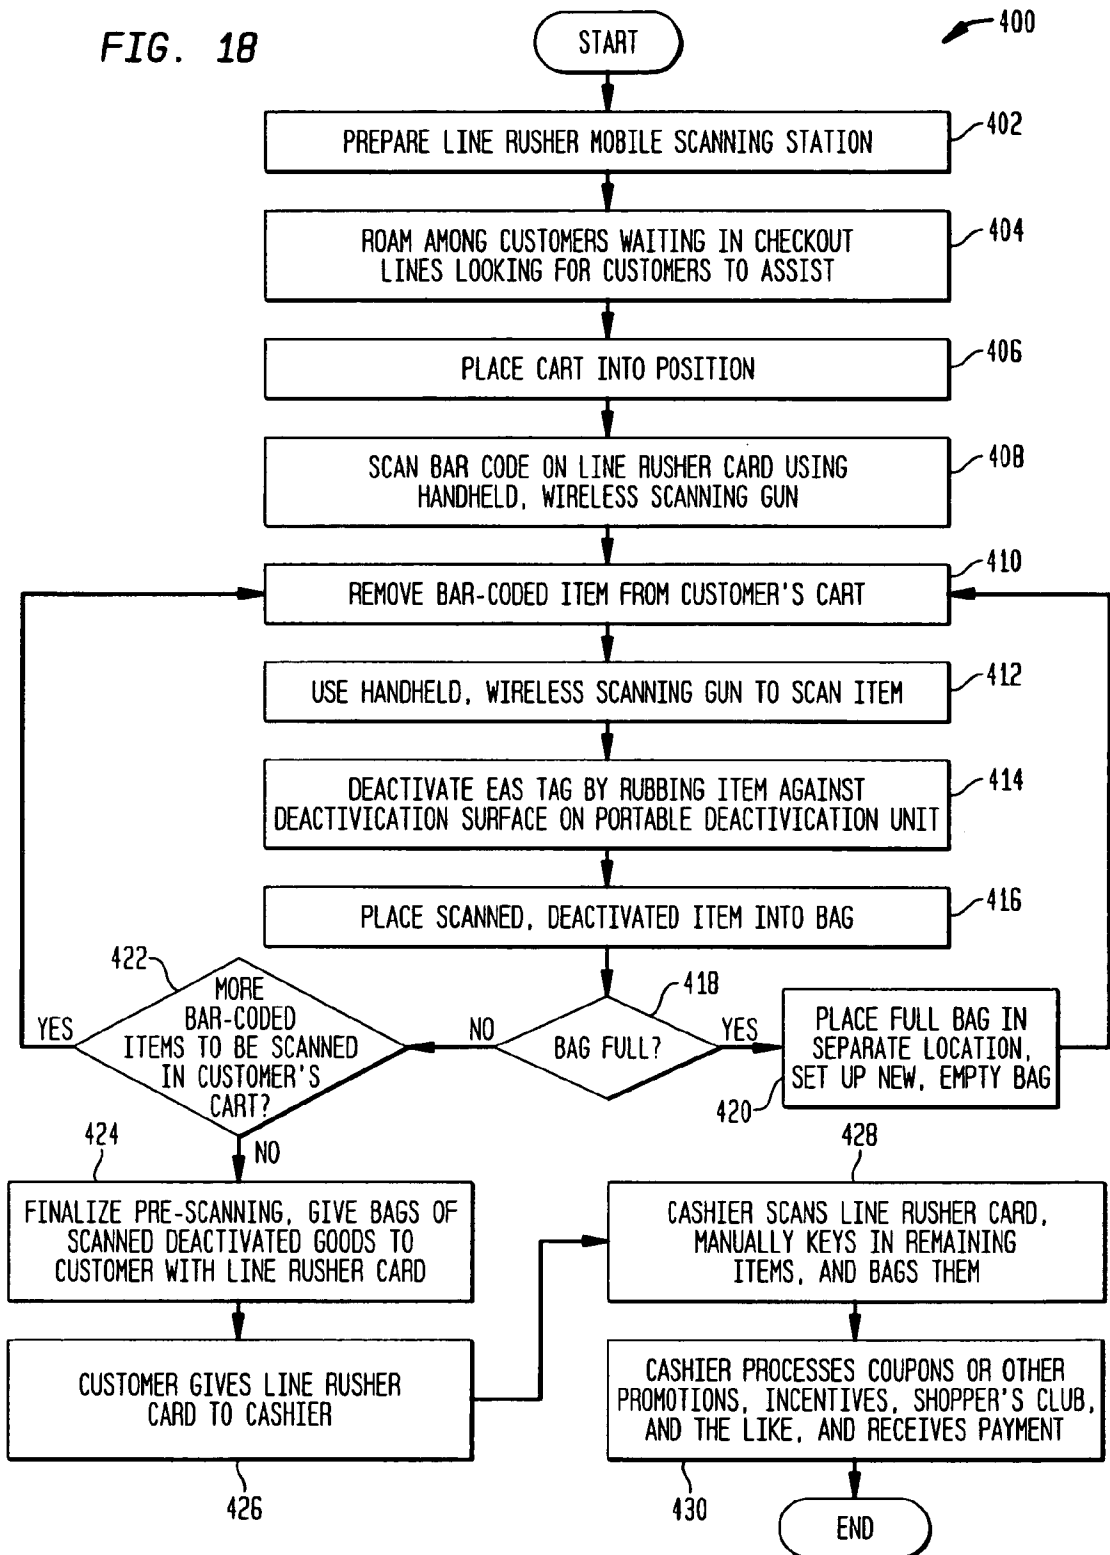 FIG. 18
START
400
PREPARE LINE RUSHER MOBILE SCANNING STATION
402
ROAM AMONG CUSTOMERS WAITING IN CHECKOUT
LINES LOOKING FOR CUSTOMERS TO ASSIST
404
PLACE CART INTO POSITION
406
SCAN BAR CODE ON LINE RUSHER CARD USING
HANDHELD, WIRELESS SCANNING GUN
408
REMOVE BAR-CODED ITEM FROM CUSTOMER'S CART
410
USE HANDHELD, WIRELESS SCANNING GUN TO SCAN ITEM
412
DEACTIVATE EAS TAG BY RUBBING ITEM AGAINST
DEACTIVICATION SURFACE ON PORTABLE DEACTIVICATION UNIT
414
PLACE SCANNED, DEACTIVATED ITEM INTO BAG
416
422
MORE
BAR-CODED
ITEMS TO BE SCANNED
IN CUSTOMER'S
CART?
YES
NO
BAG FULL?
418
YES
PLACE FULL BAG IN
SEPARATE LOCATION,
SET UP NEW, EMPTY BAG
420
NO
424
FINALIZE PRE-SCANNING, GIVE BAGS OF
SCANNED DEACTIVATED GOODS TO
CUSTOMER WITH LINE RUSHER CARD
CUSTOMER GIVES LINE RUSHER
CARD TO CASHIER
426
428
CASHIER SCANS LINE RUSHER CARD,
MANUALLY KEYS IN REMAINING
ITEMS, AND BAGS THEM
CASHIER PROCESSES COUPONS OR OTHER
PROMOTIONS, INCENTIVES, SHOPPER'S CLUB,
AND THE LIKE, AND RECEIVES PAYMENT
430
END